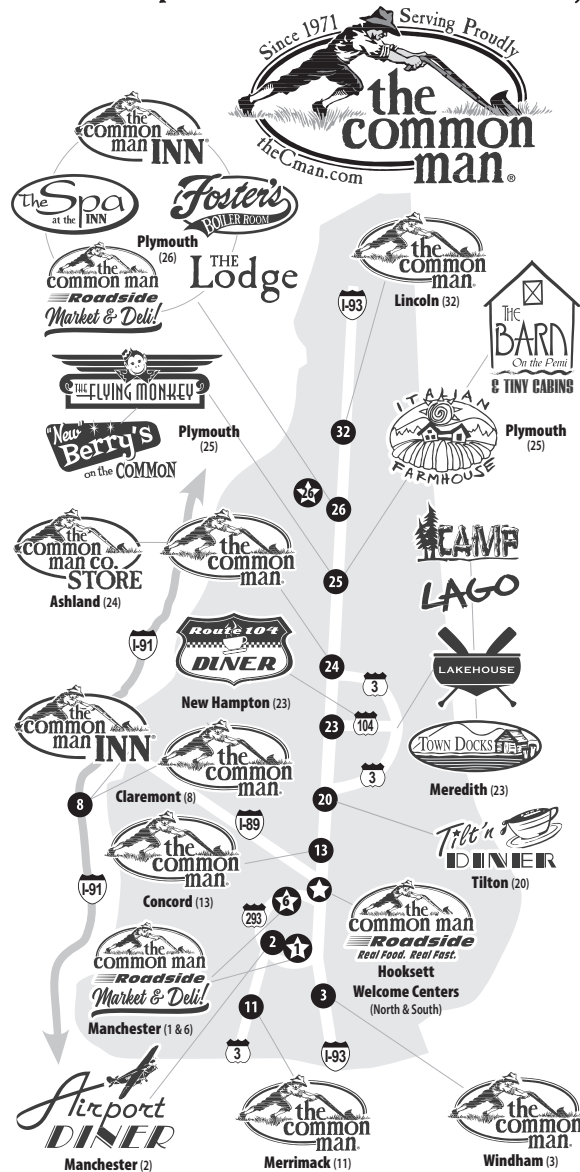 Since 1971
Serving Proudly
the
common
man®
theCman.com
the
common
man INN®
The Spa
at the INN
Foster's
BOILER ROOM
Plymouth
(26)
the
common man
Roadside
Market & Deli!
THE
Lodge
the
common
man®
Lincoln (32)
I-93
THE
BARN
On the Pemi
& TINY CABINS
THE FLYING MONKEY
"New"
Berry's
on the COMMON
Plymouth
(25)
ITALIAN
FARMHOUSE
Plymouth
(25)
32
26
26
25
the
common
man co.
STORE
the
common
man®
Ashland (24)
CAMP
LAGO
I-91
Route 104
DINER
New Hampton (23)
24
3
LAKEHOUSE
23
104
TOWN DOCKS
Meredith (23)
3
the
common
man INN®
the
common
man®
Claremont (8)
8
I-89
20
Tilt'n
DINER
Tilton (20)
the
common
man®
Concord (13)
13
I-91
293
6
2
1
the
common man
Roadside
Real Food. Real Fast.
Hooksett
Welcome Centers
(North & South)
the
common man
Roadside
Market & Deli!
Manchester (1 & 6)
11
3
3
I-93
Airport
DINER
Manchester (2)
the
common
man®
Merrimack (11)
the
common
man®
Windham (3)